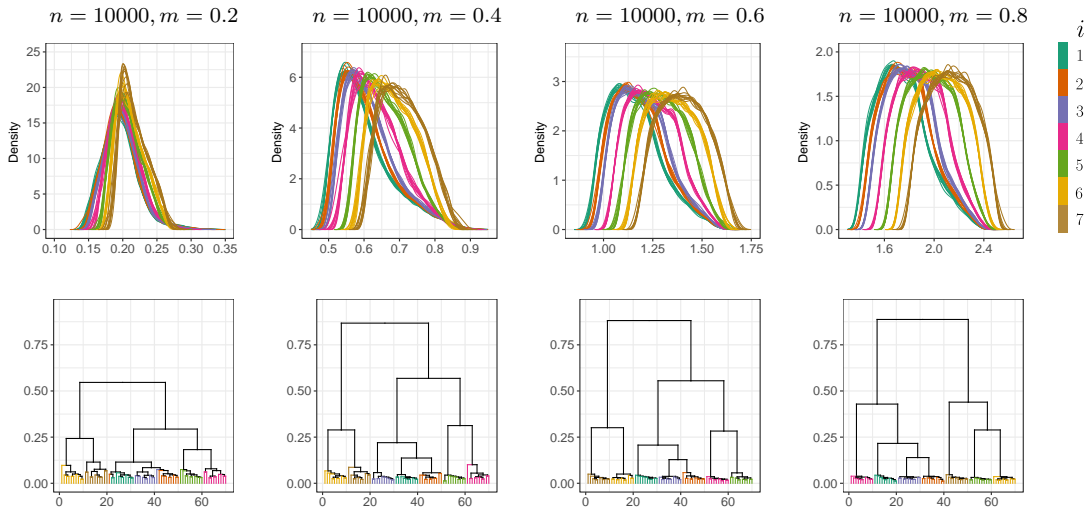 n = 10000, m = 0.2
n = 10000, m = 0.4
n = 10000, m = 0.6
n = 10000, m = 0.8
i
1
2
3
4
5
6
7
Density
25
20
15
10
5
0
0.10 0.15 0.20 0.25 0.30 0.35
Density
6
4
2
0
0.5 0.6 0.7 0.8 0.9
Density
3
2
1
0
1.00 1.25 1.50 1.75
Density
2.0
1.5
1.0
0.5
0.0
1.6 2.0 2.4
0.75
0.50
0.25
0.00
0 20 40 60
0.75
0.50
0.25
0.00
0 20 40 60
0.75
0.50
0.25
0.00
0 20 40 60
0.75
0.50
0.25
0.00
0 20 40 60